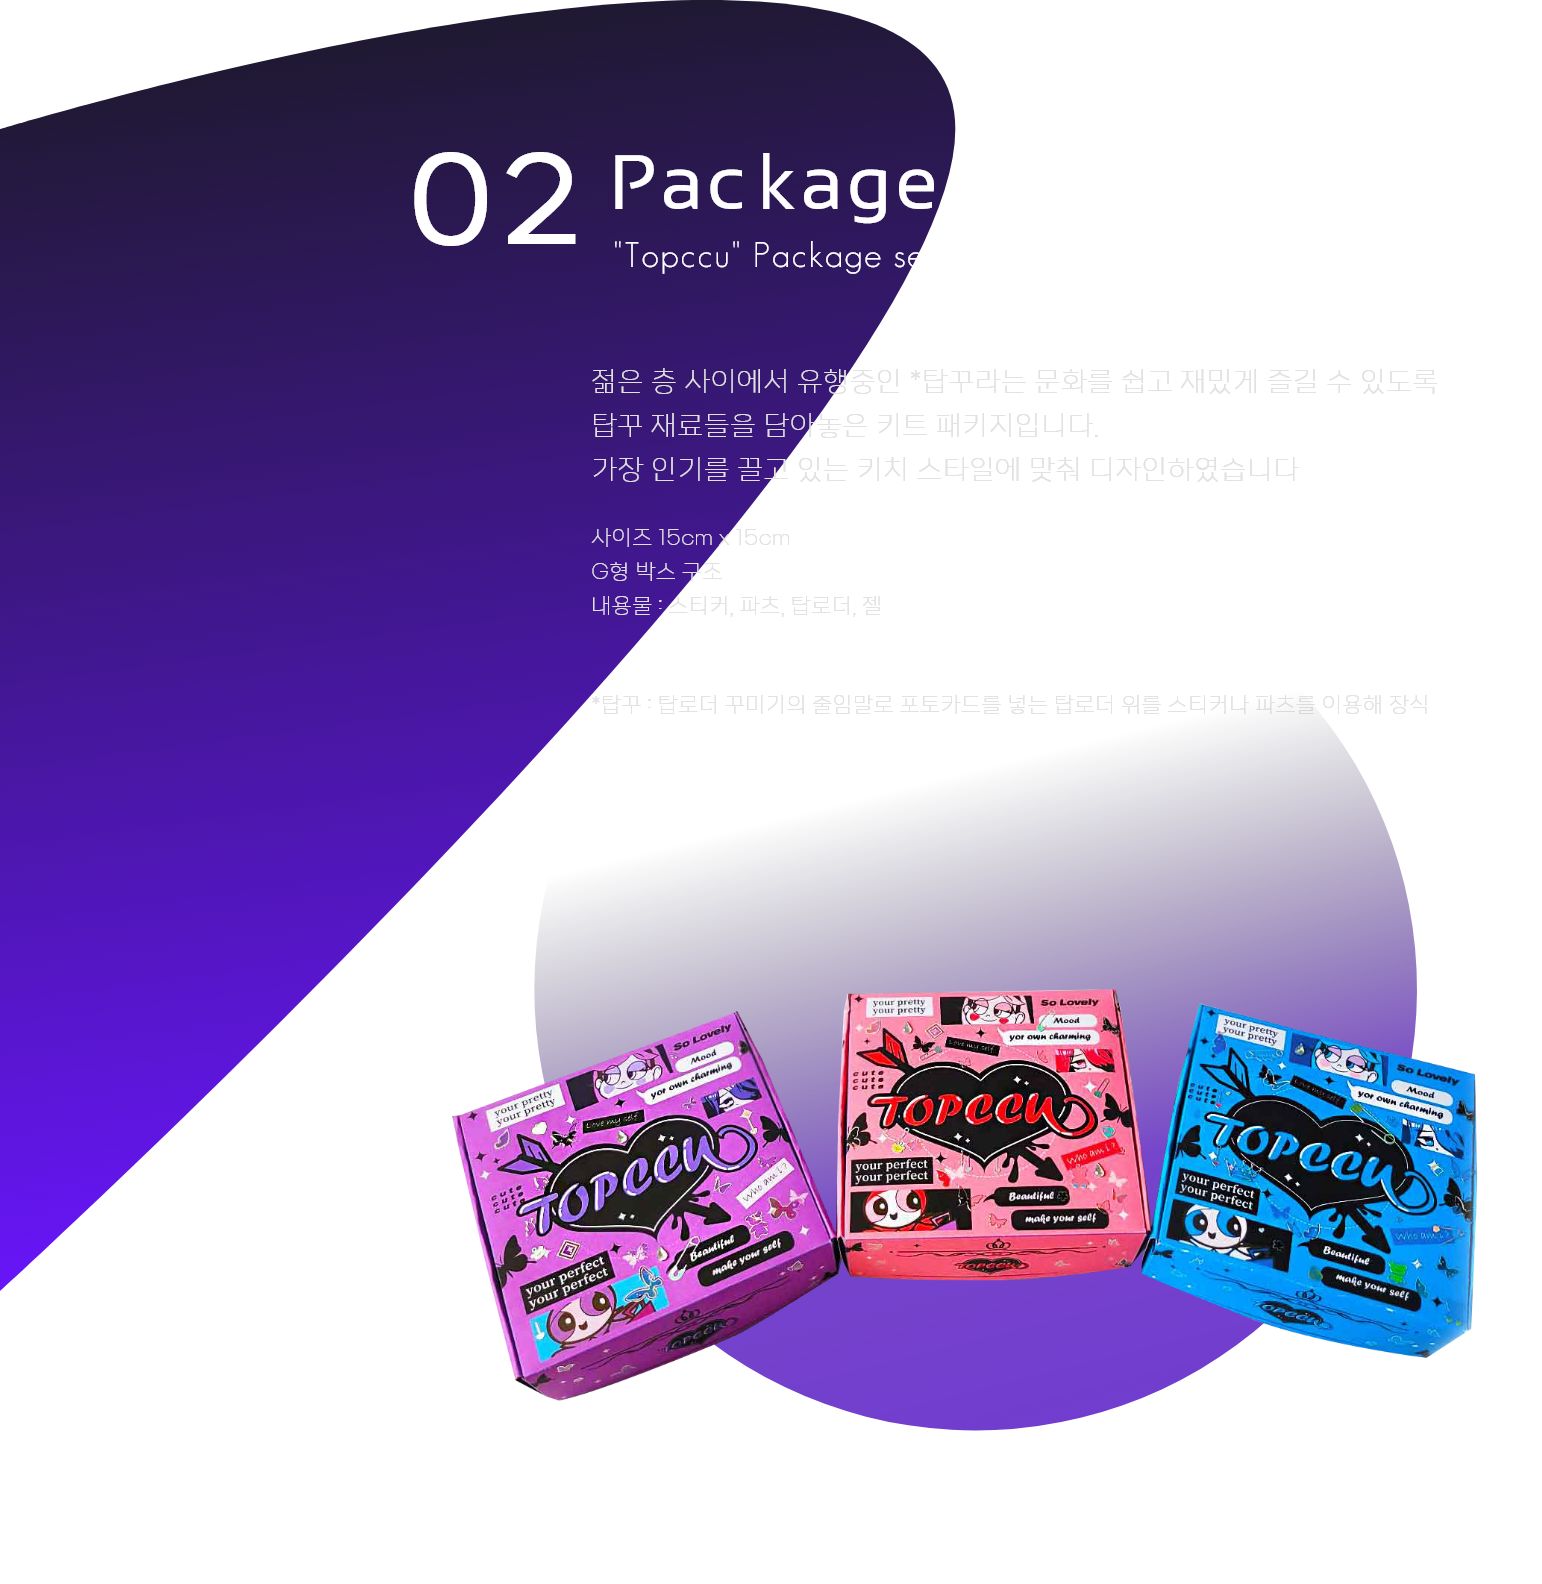 02 Package
"Topccu" Package se
젊은 층 사이에서 유행중인 *탑꾸라는 문화를 쉽고 재밌게 즐길 수 있도록
탑꾸 재료들을 담아놓은 키트 패키지입니다.
가장 인기를 끌고 있는 키치 스타일에 맞춰 디자인하였습니다
사이즈 15cm x 15cm
G형 박스 구조
내용물 : 스티커, 파츠, 탑로더, 젤
*탑꾸 : 탑로더 꾸미기의 줄임말로 포토카드를 넣는 탑로더 위를 스티커나 파츠를 이용해 장식
So Lovely
Mood
yor own charming
your pretty
your pretty
Love my self
cute
cute
cute
TOPCCU
Who am I?
Beautiful
make your self
your perfect
your perfect
TOPCCU
your pretty
your pretty
So Lovely
Mood
yor own charming
Love my self
cute
cute
cute
TOPCCU
Who am I?
your perfect
your perfect
Beautiful
make your self
TOPCCU
your pretty
your pretty
So Lovely
Mood
yor own charming
Love my self
cute
cute
cute
TOPCCU
your perfect
your perfect
Who am I?
Beautiful
make your self
TOPCCU